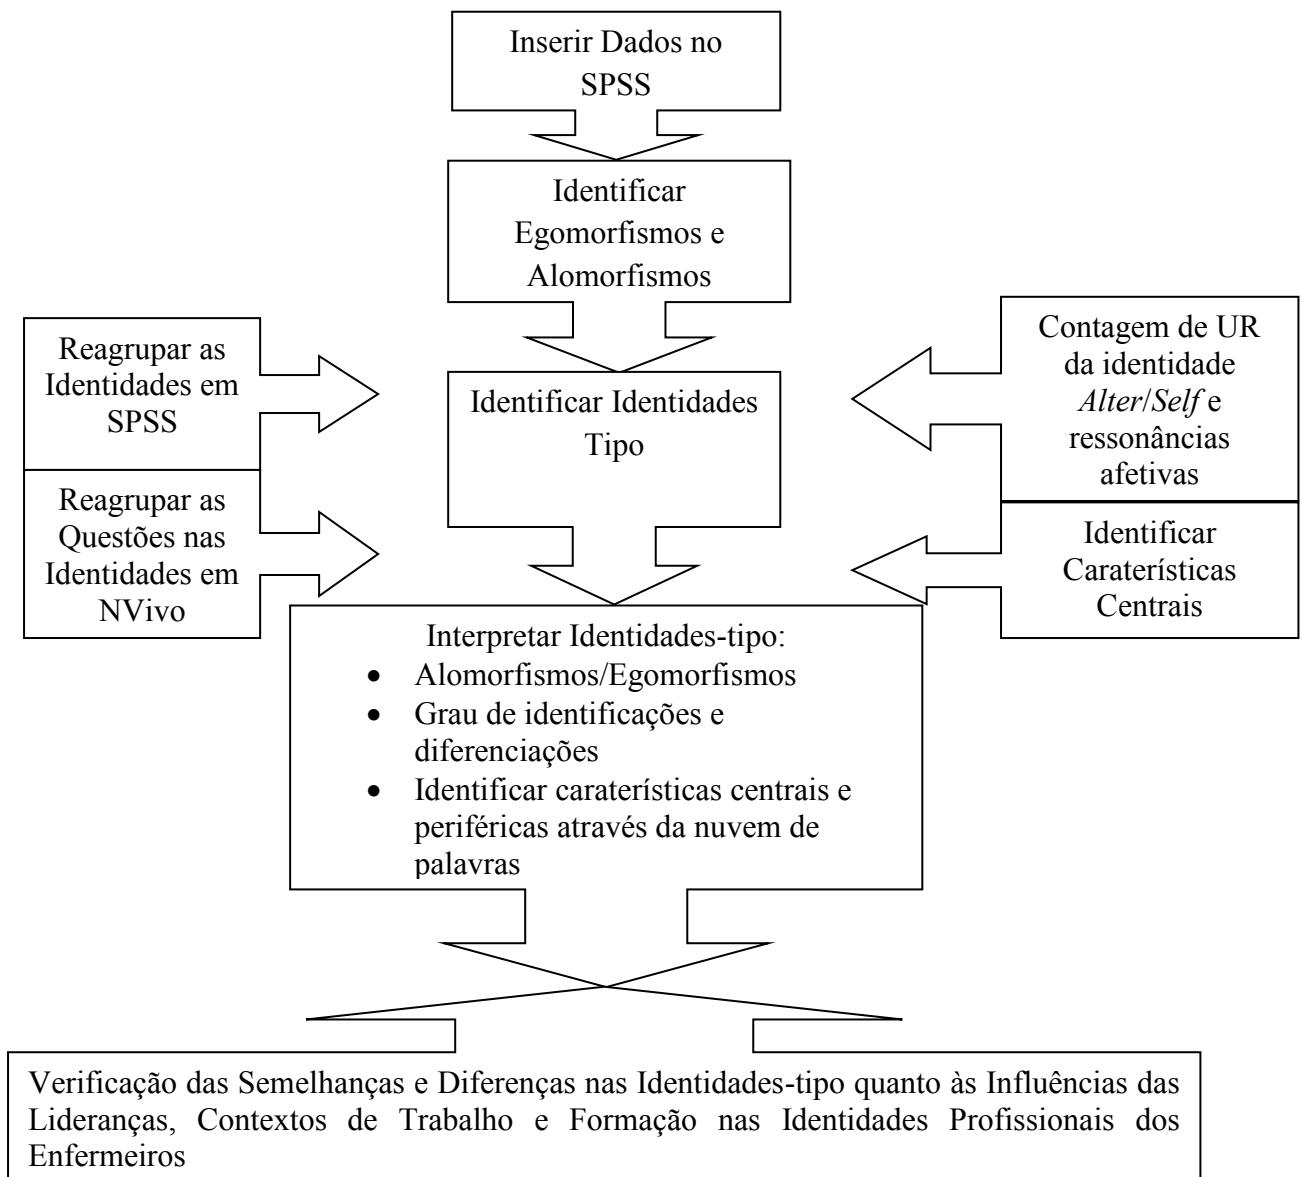 Inserir Dados no
SPSS
Identificar
Egomorfismos e
Alomorfismos
Reagrupar as
Identidades em
SPSS
Identificar Identidades
Tipo
Contagem de UR
da identidade
Alter/Self e
ressonâncias
afetivas
Reagrupar as
Questões nas
Identidades em
NVivo
Identificar
Caraterísticas
Centrais
Interpretar Identidades-tipo:
• Alomorfismos/Egomorfismos
• Grau de identificações e
diferenciações
• Identificar caraterísticas centrais e
periféricas através da nuvem de
palavras
Verificação das Semelhanças e Diferenças nas Identidades-tipo quanto às Influências das
Lideranças, Contextos de Trabalho e Formação nas Identidades Profissionais dos
Enfermeiros